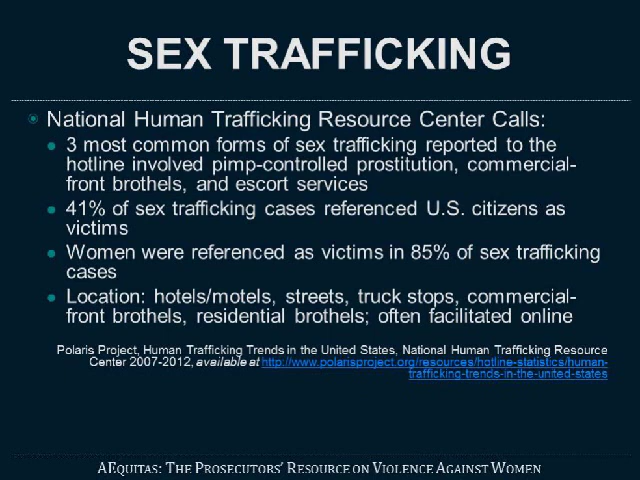 SEX TRAFFICKING
National Human Trafficking Resource Center Calls:
3 most common forms of sex trafficking reported to the
hotline involved pimp-controlled prostitution, commercial-
front brothels, and escort services
41% of sex trafficking cases referenced U.S. citizens as
victims
Women were referenced as victims in 85% of sex trafficking
cases
Location: hotels/motels, streets, truck stops, commercial-
front brothels, residential brothels; often facilitated online
Polaris Project, Human Trafficking Trends in the United States, National Human Trafficking Resource
Center 2007-2012, available at http://www.polarisproject.org/resources/hotline-statistics/human-
trafficking-trends-in-the-united-states
AEQUITAS: THE PROSECUTORS' RESOURCE ON VIOLENCE AGAINST WOMEN